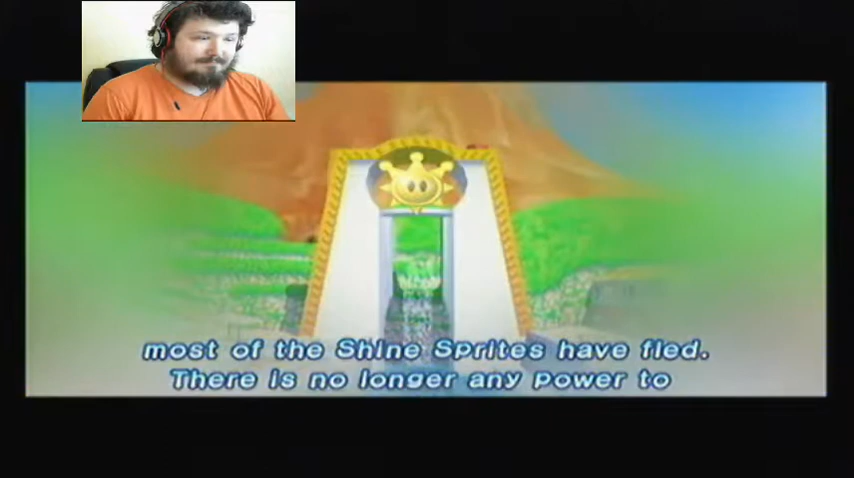 most of the Shine Sprites have fled.
There is no longer any power to